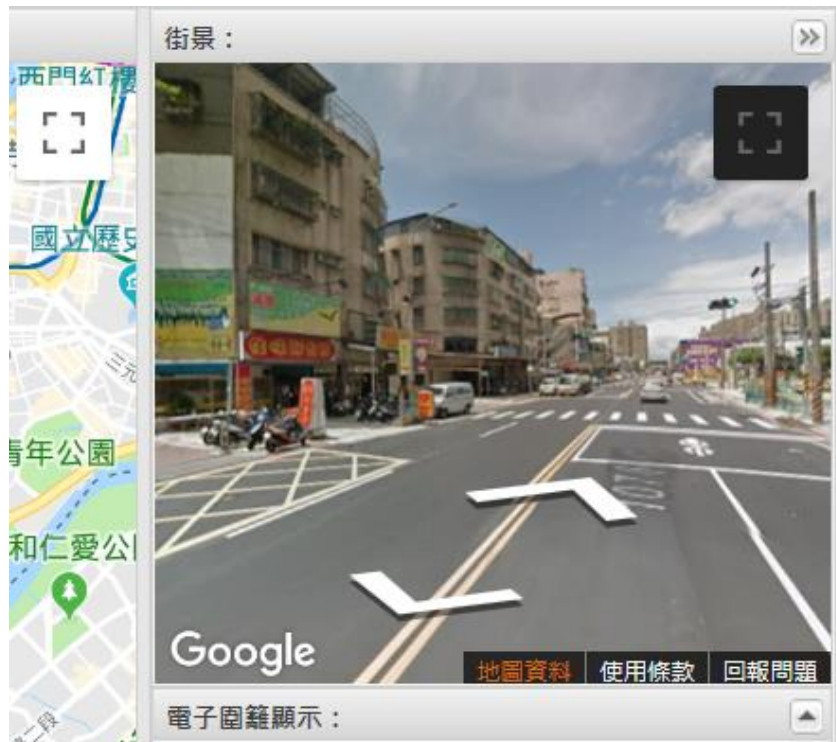 街景：
西門紅樓
國立歷史
三元
青年公園
和仁愛公
二段
Google
地圖資料
使用條款
回報問題
電子圍籬顯示：